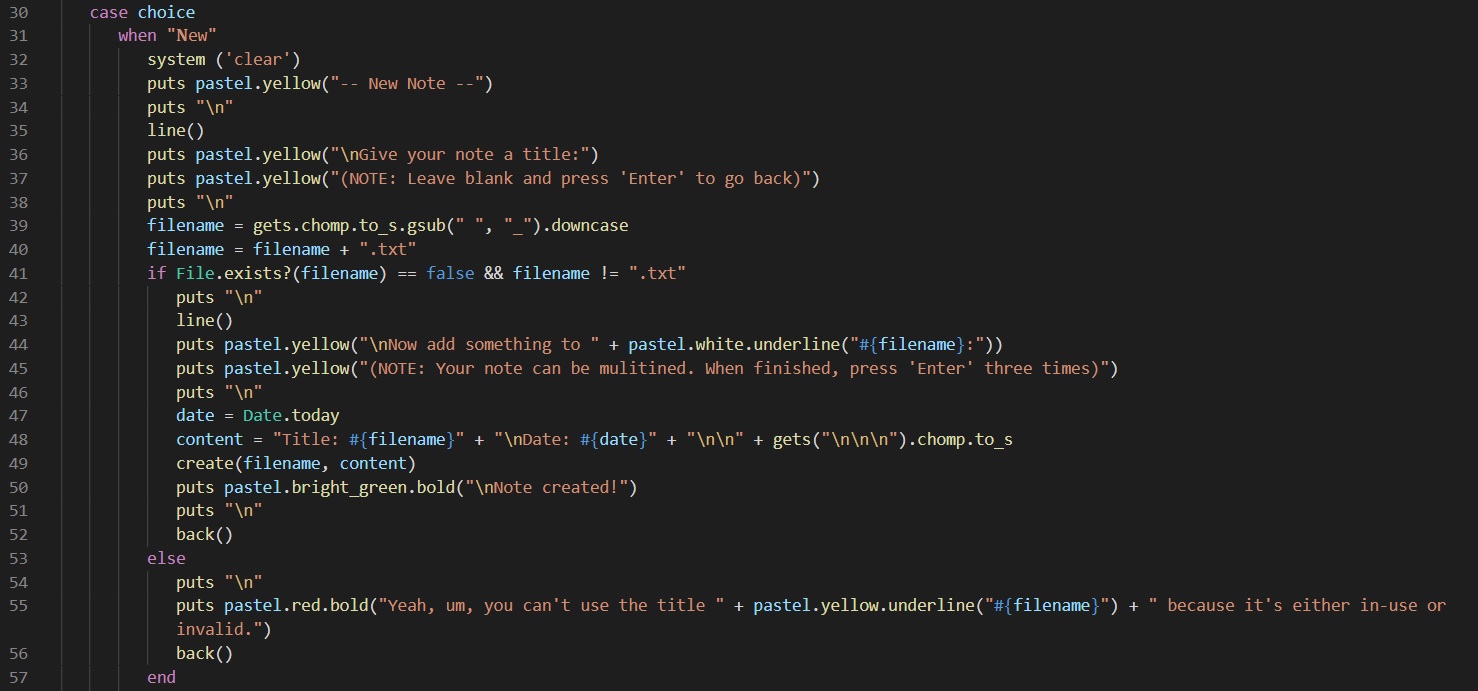 30 case choice
31 when "New"
32 system ('clear')
33 puts pastel.yellow("-- New Note --")
34 puts "\n"
35 line()
36 puts pastel.yellow("\nGive your note a title:")
37 puts pastel.yellow("(NOTE: Leave blank and press 'Enter' to go back)")
38 puts "\n"
39 filename = gets.chomp.to_s.gsub(" ", "_").downcase
40 filename = filename + ".txt"
41 if File.exists?(filename) == false && filename != ".txt"
42 puts "\n"
43 line()
44 puts pastel.yellow("\nNow add something to " + pastel.white.underline("#{filename}:"))
45 puts pastel.yellow("(NOTE: Your note can be mulitined. When finished, press 'Enter' three times)")
46 puts "\n"
47 date = Date.today
48 content = "Title: #{filename}" + "\nDate: #{date}" + "\n\n" + gets("\n\n\n").chomp.to_s
49 create(filename, content)
50 puts pastel.bright_green.bold("\nNote created!")
51 puts "\n"
52 back()
53 else
54 puts "\n"
55 puts pastel.red.bold("Yeah, um, you can't use the title " + pastel.yellow.underline("#{filename}") + " because it's either in-use or
invalid.")
56 back()
57 end